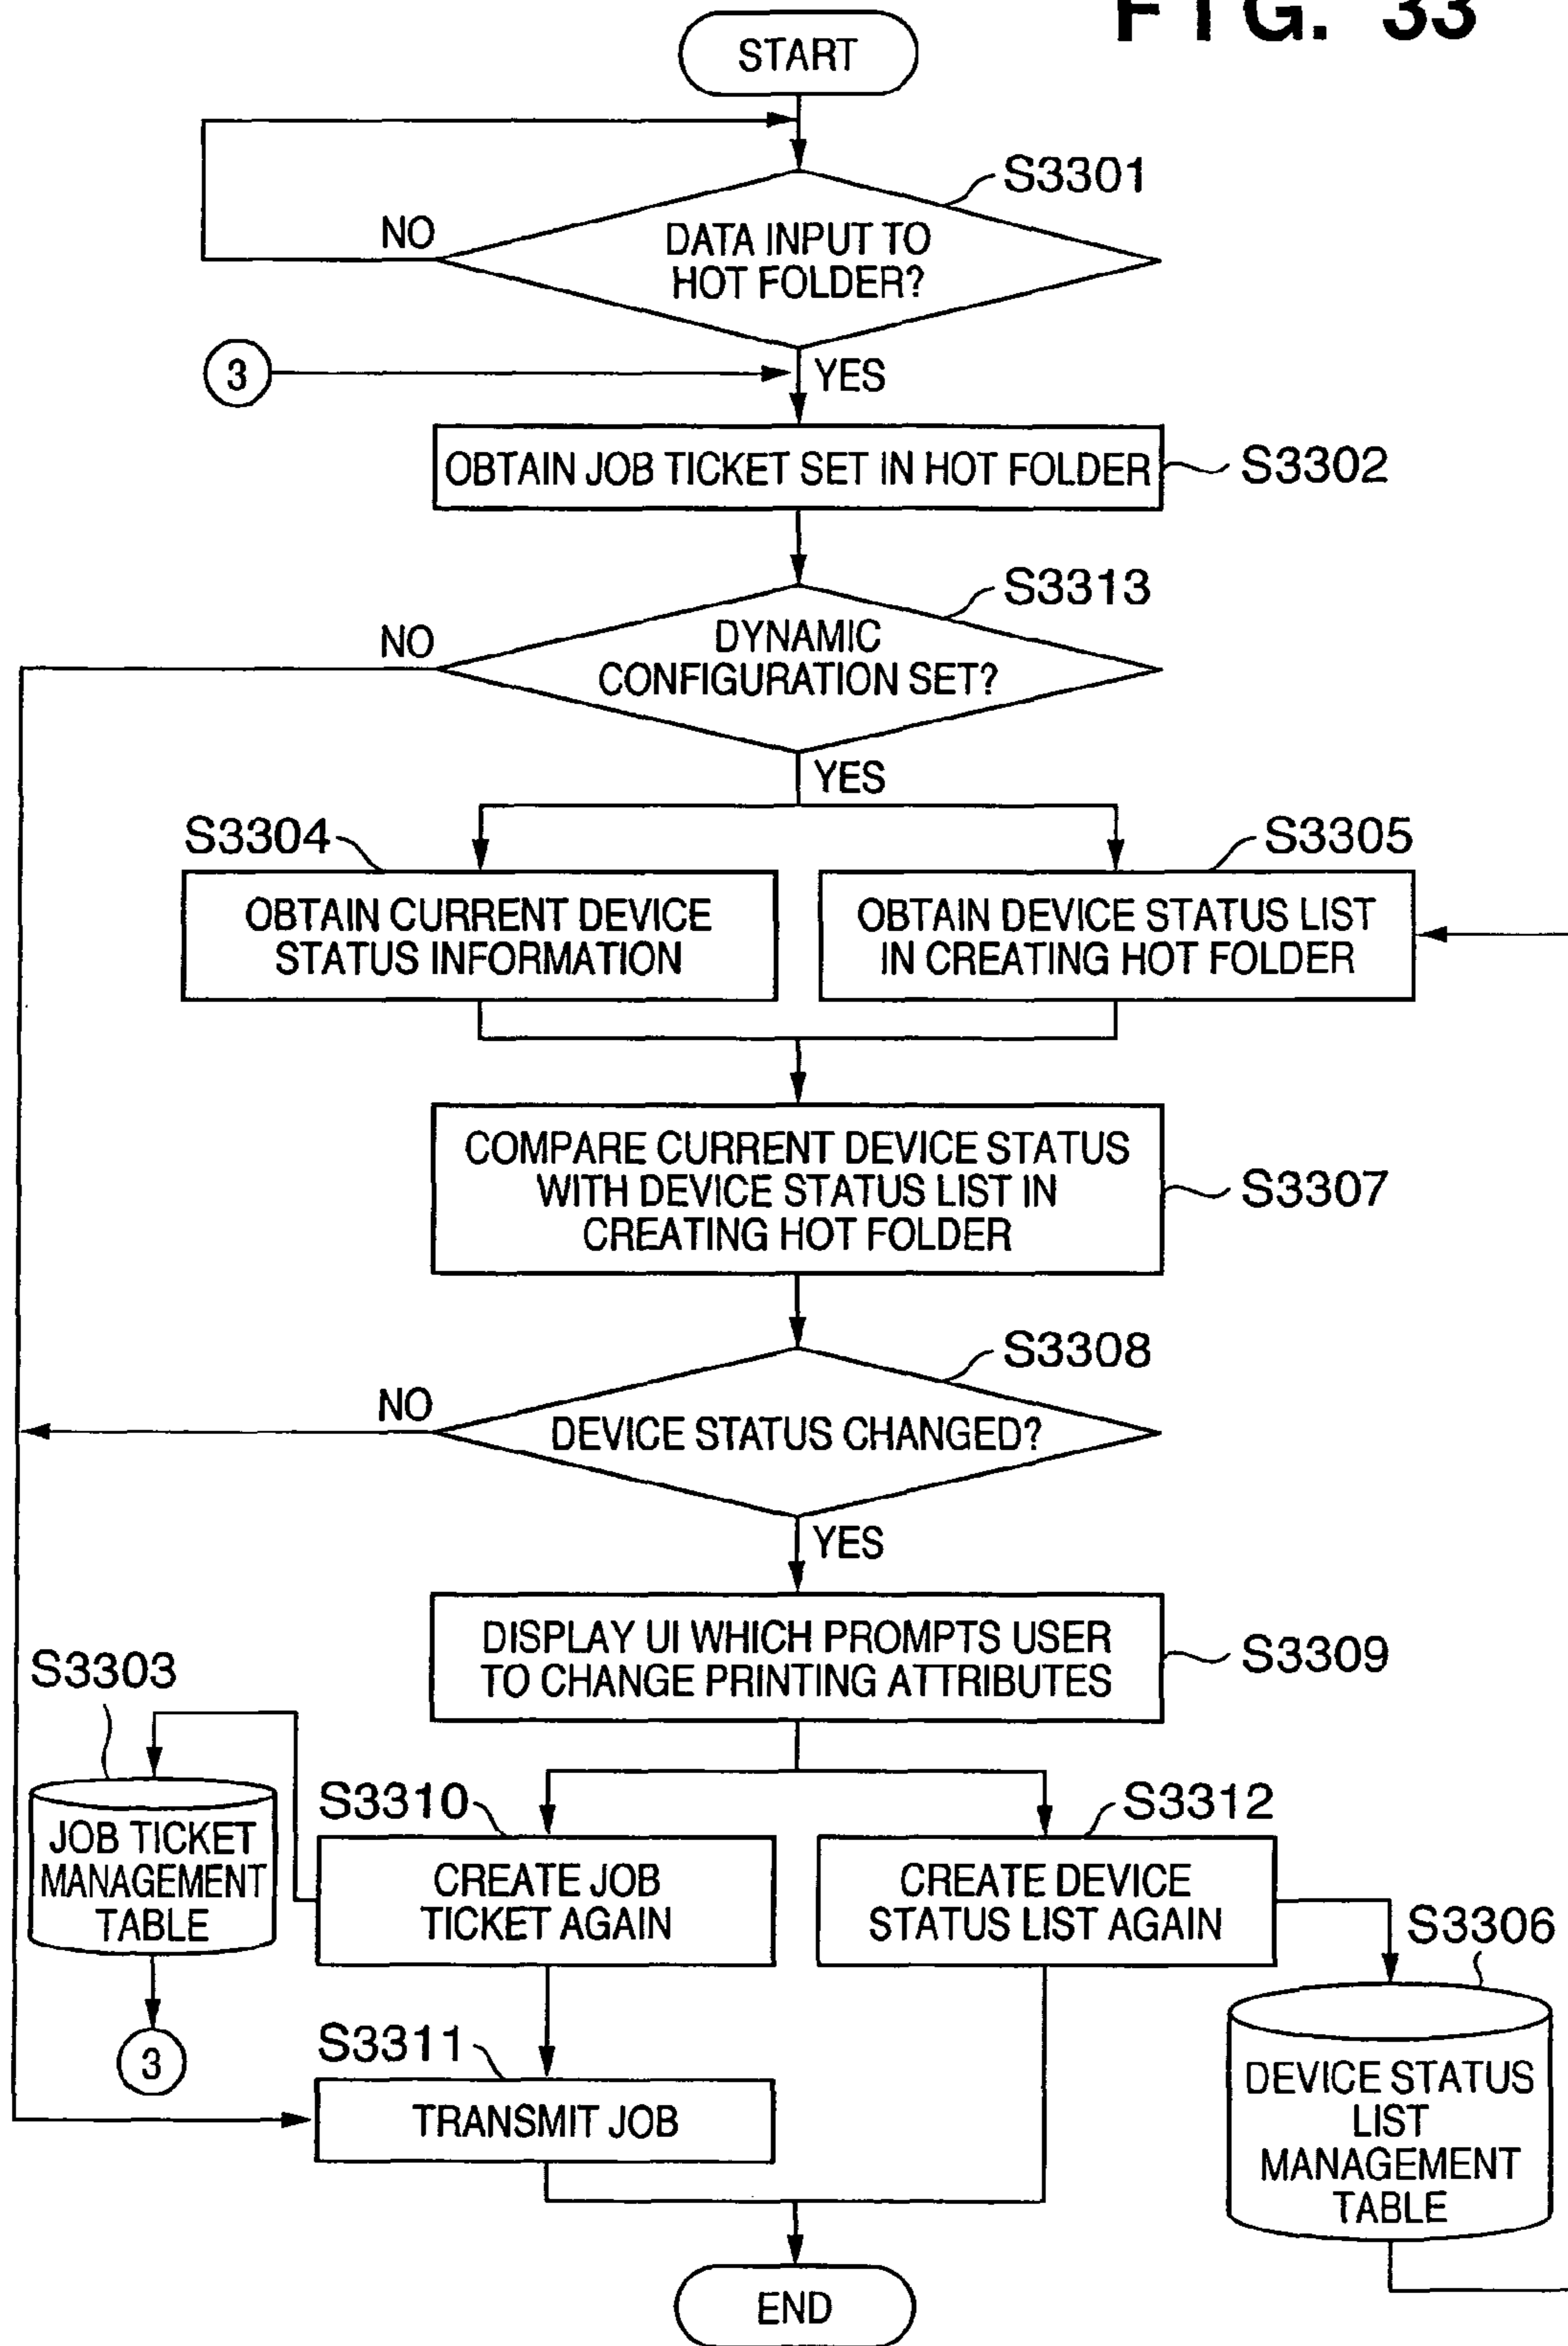 FIG. 33
START
S3301
NO
DATA INPUT TO
HOT FOLDER?
3
YES
OBTAIN JOB TICKET SET IN HOT FOLDER
S3302
S3313
NO
DYNAMIC
CONFIGURATION SET?
YES
S3304
S3305
OBTAIN CURRENT DEVICE
STATUS INFORMATION
OBTAIN DEVICE STATUS LIST
IN CREATING HOT FOLDER
COMPARE CURRENT DEVICE STATUS
WITH DEVICE STATUS LIST IN
CREATING HOT FOLDER
S3307
S3308
NO
DEVICE STATUS CHANGED?
YES
DISPLAY UI WHICH PROMPTS USER
TO CHANGE PRINTING ATTRIBUTES
S3309
S3303
JOB TICKET
MANAGEMENT
TABLE
3
S3310
CREATE JOB
TICKET AGAIN
S3312
CREATE DEVICE
STATUS LIST AGAIN
S3306
DEVICE STATUS
LIST
MANAGEMENT
TABLE
S3311
TRANSMIT JOB
END